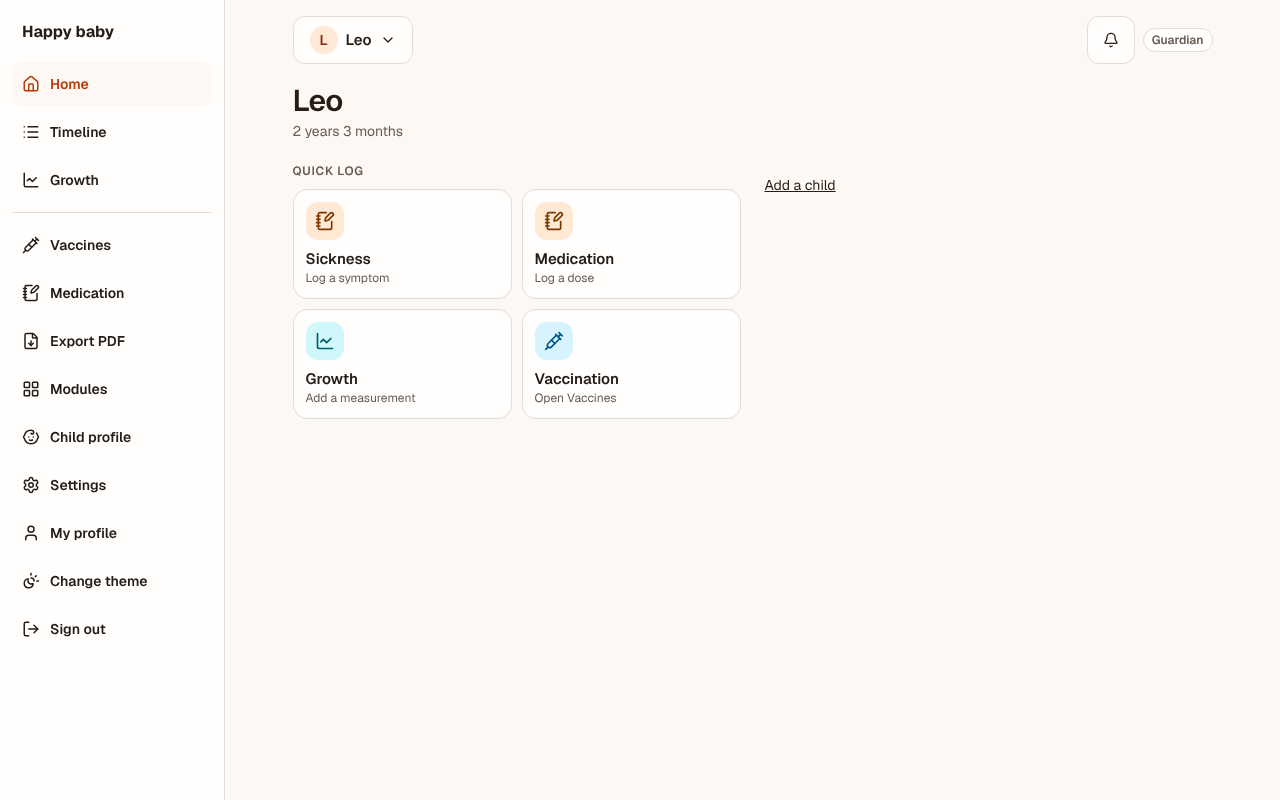 Happy baby
Home
Timeline
Growth
Vaccines
Medication
Export PDF
Modules
Child profile
Settings
My profile
Change theme
Sign out
L Leo
Guardian
Leo
2 years 3 months
QUICK LOG
Sickness
Log a symptom
Medication
Log a dose
Growth
Add a measurement
Vaccination
Open Vaccines
Add a child